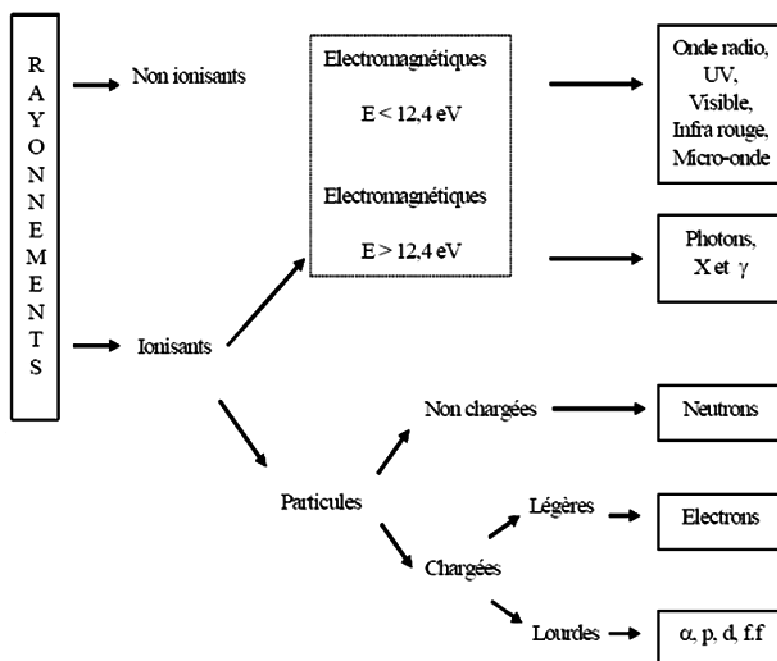 RAYONNEMENTS
Non ionisants
Electromagnétiques
E < 12,4 eV
Onde radio,
UV,
Visible,
Infra rouge,
Micro-onde
Electromagnétiques
E > 12,4 eV
Photons,
X et γ
Ionisants
Non chargées
Neutrons
Particules
Légères
Electrons
Chargées
Lourdes
α, p, d, f.f